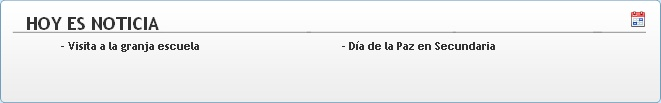 HOY ES NOTICIA
- Visita a la granja escuela
- Día de la Paz en Secundaria